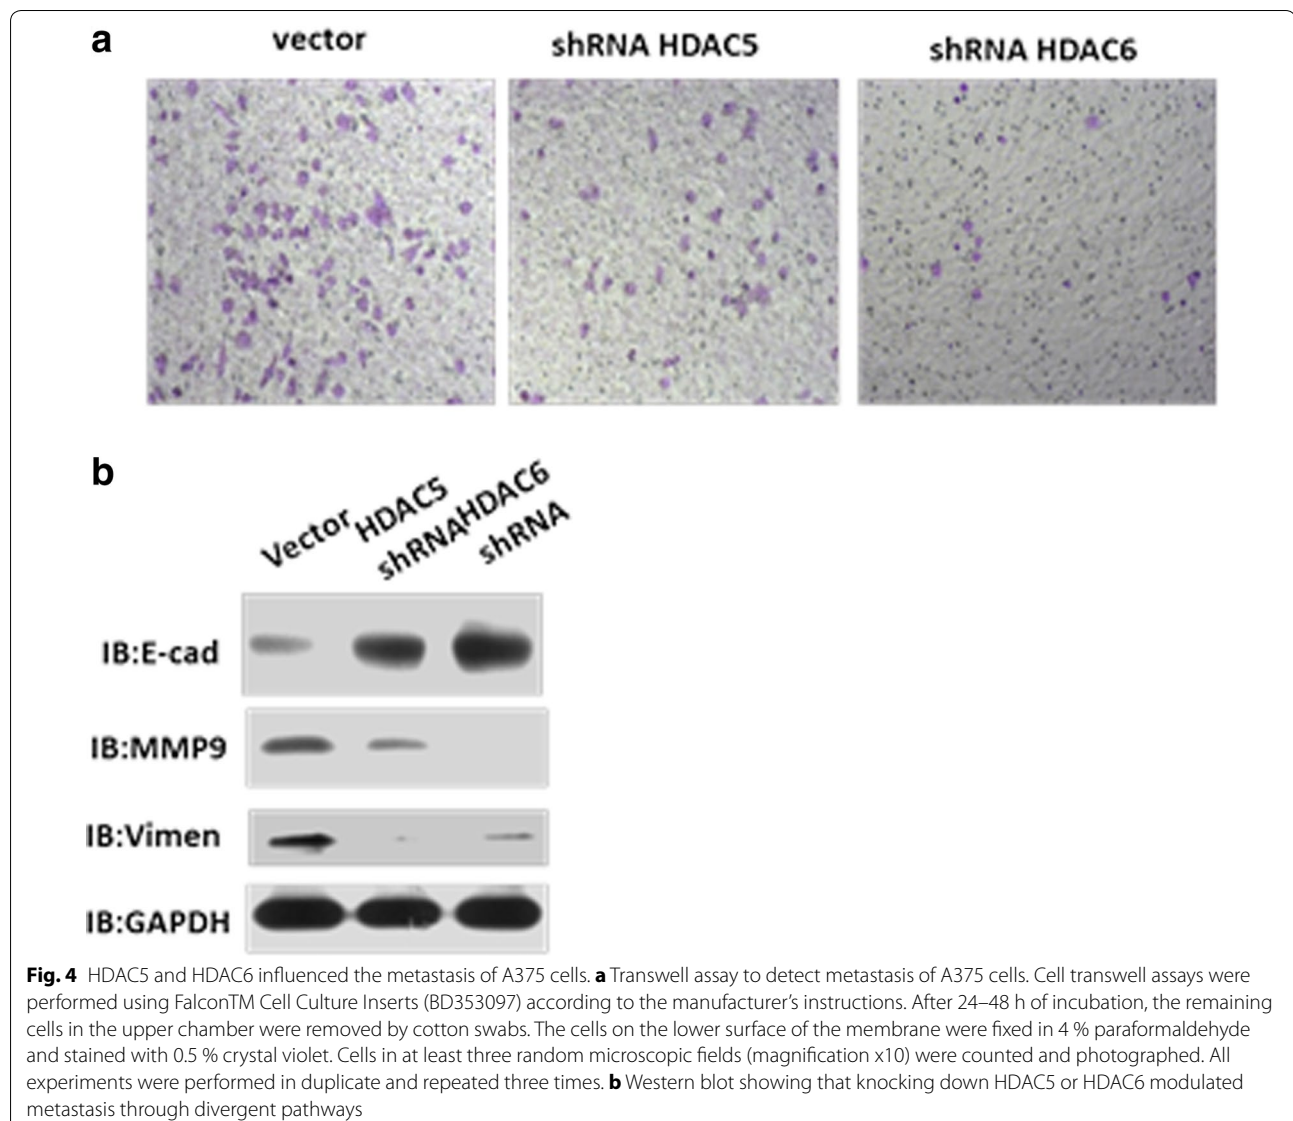 a
vector
shRNA HDAC5
shRNA HDAC6
b
Vector
HDAC5
shRNA
HDAC6
shRNA
IB:E-cad
IB:MMP9
IB:Vimen
IB:GAPDH
Fig. 4 HDAC5 and HDAC6 influenced the metastasis of A375 cells. a Transwell assay to detect metastasis of A375 cells. Cell transwell assays were
performed using FalconTM Cell Culture Inserts (BD353097) according to the manufacturer’s instructions. After 24–48 h of incubation, the remaining
cells in the upper chamber were removed by cotton swabs. The cells on the lower surface of the membrane were fixed in 4 % paraformaldehyde
and stained with 0.5 % crystal violet. Cells in at least three random microscopic fields (magnification x10) were counted and photographed. All
experiments were performed in duplicate and repeated three times. b Western blot showing that knocking down HDAC5 or HDAC6 modulated
metastasis through divergent pathways